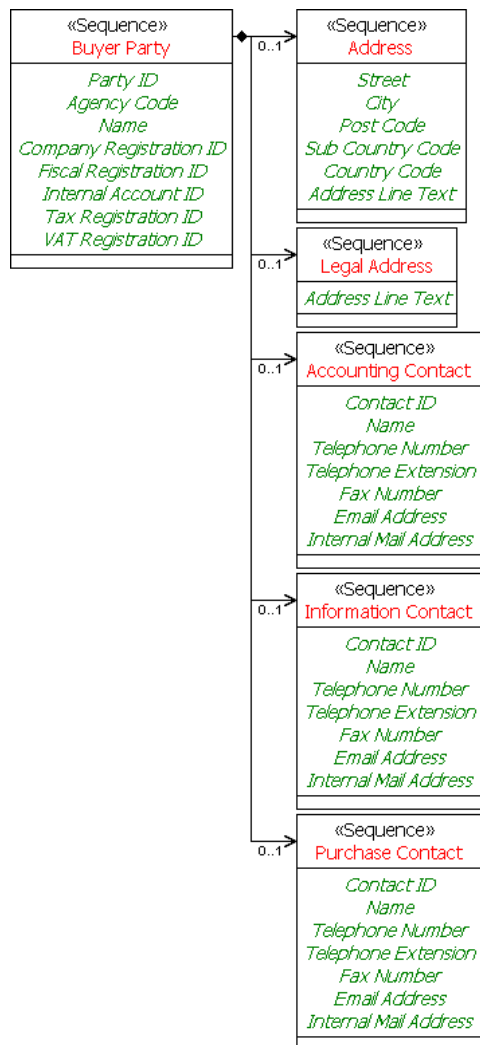 «Sequence»
Buyer Party
Party ID
Agency Code
Name
Company Registration ID
Fiscal Registration ID
Internal Account ID
Tax Registration ID
VAT Registration ID
0..1
«Sequence»
Address
Street
City
Post Code
Sub Country Code
Country Code
Address Line Text
0..1
«Sequence»
Legal Address
Address Line Text
0..1
«Sequence»
Accounting Contact
Contact ID
Name
Telephone Number
Telephone Extension
Fax Number
Email Address
Internal Mail Address
0..1
«Sequence»
Information Contact
Contact ID
Name
Telephone Number
Telephone Extension
Fax Number
Email Address
Internal Mail Address
0..1
«Sequence»
Purchase Contact
Contact ID
Name
Telephone Number
Telephone Extension
Fax Number
Email Address
Internal Mail Address